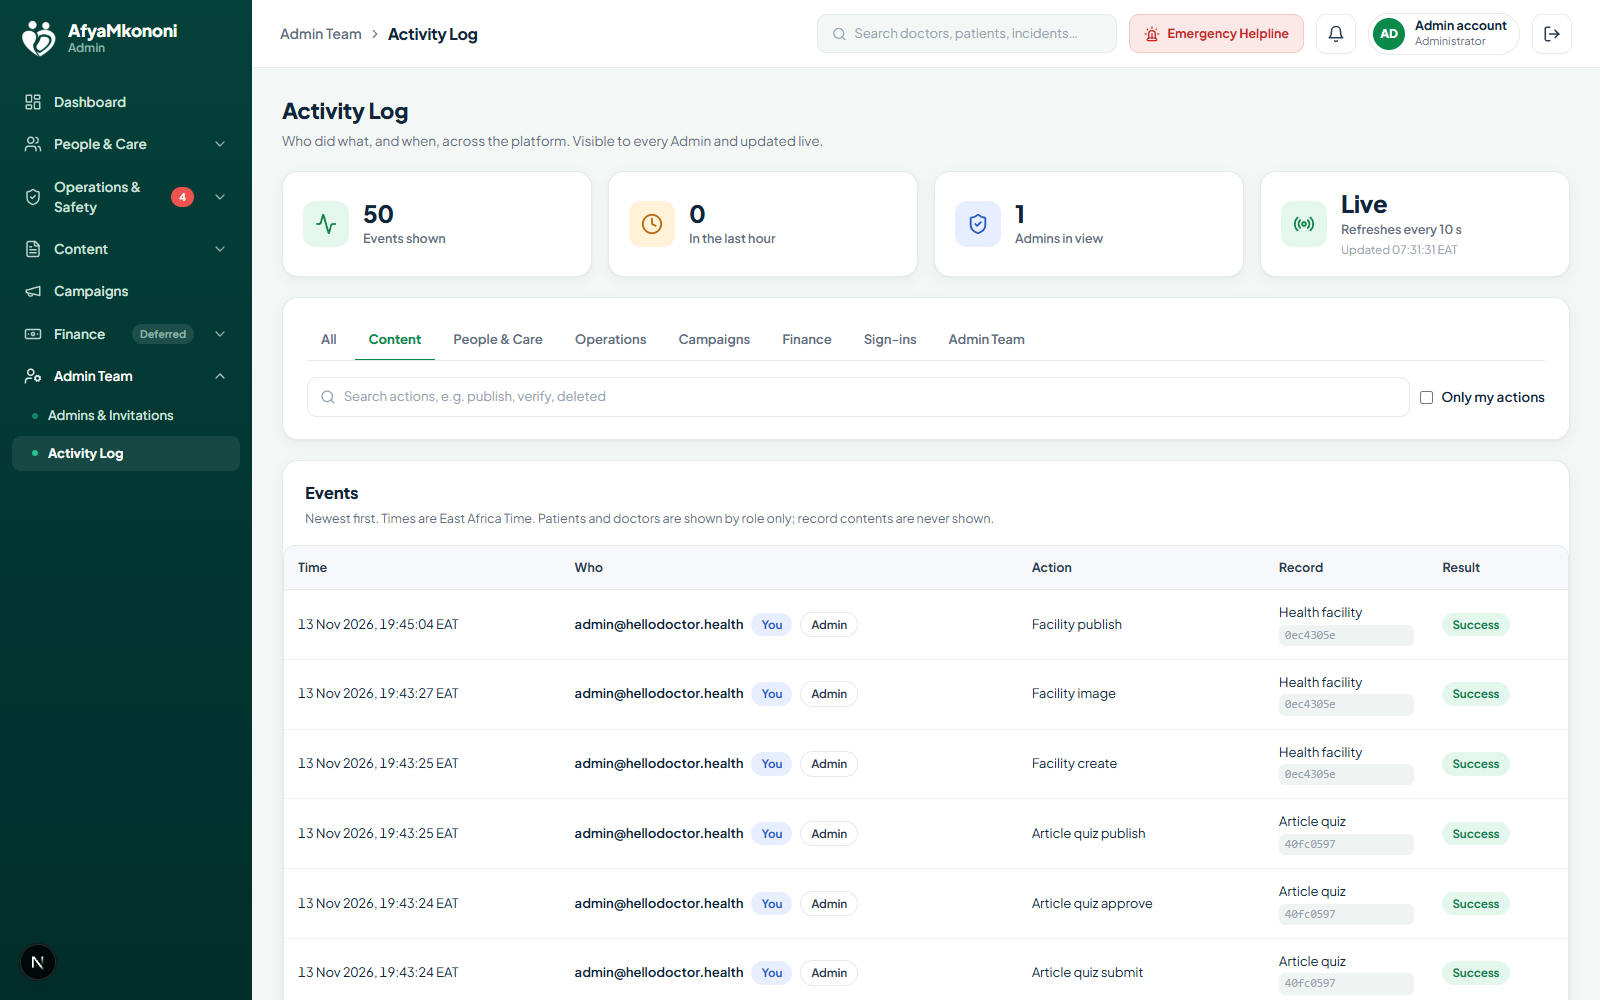 AfyaMkononi
Admin
Dashboard
People & Care
Operations &
Safety
4
Content
Campaigns
Finance
Deferred
Admin Team
Admins & Invitations
Activity Log
N
Admin Team > Activity Log
Search doctors, patients, incidents...
Emergency Helpline
AD
Admin account
Administrator
Activity Log
Who did what, and when, across the platform. Visible to every Admin and updated live.
50
Events shown
0
In the last hour
1
Admins in view
Live
Refreshes every 10 s
Updated 07:31:31 EAT
All Content People & Care Operations Campaigns Finance Sign-ins Admin Team
Search actions, e.g. publish, verify, deleted
Only my actions
Events
Newest first. Times are East Africa Time. Patients and doctors are shown by role only; record contents are never shown.
Time Who Action Record Result
13 Nov 2026, 19:45:04 EAT admin@hellodoctor.health You Admin Facility publish Health facility 0ec4305e Success
13 Nov 2026, 19:43:27 EAT admin@hellodoctor.health You Admin Facility image Health facility 0ec4305e Success
13 Nov 2026, 19:43:25 EAT admin@hellodoctor.health You Admin Facility create Health facility 0ec4305e Success
13 Nov 2026, 19:43:25 EAT admin@hellodoctor.health You Admin Article quiz publish Article quiz 40fc0597 Success
13 Nov 2026, 19:43:24 EAT admin@hellodoctor.health You Admin Article quiz approve Article quiz 40fc0597 Success
13 Nov 2026, 19:43:24 EAT admin@hellodoctor.health You Admin Article quiz submit Article quiz 40fc0597 Success